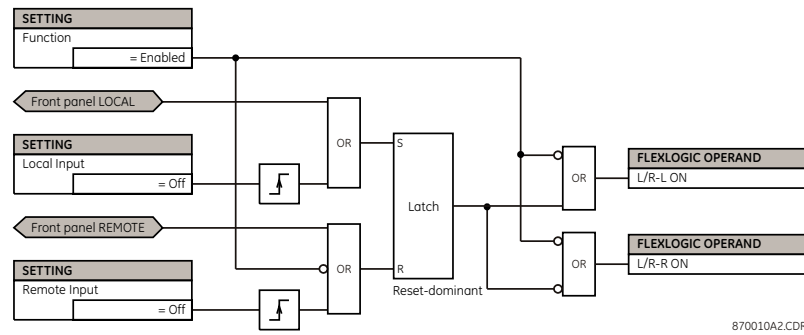 SETTING
Function
= Enabled
Front panel LOCAL
SETTING
Local Input
= Off
OR
S
Latch
R
Reset-dominant
Front panel REMOTE
OR
SETTING
Remote Input
= Off
OR
FLEXLOGIC OPERAND
L/R-L ON
OR
FLEXLOGIC OPERAND
L/R-R ON
870010A2.CDR